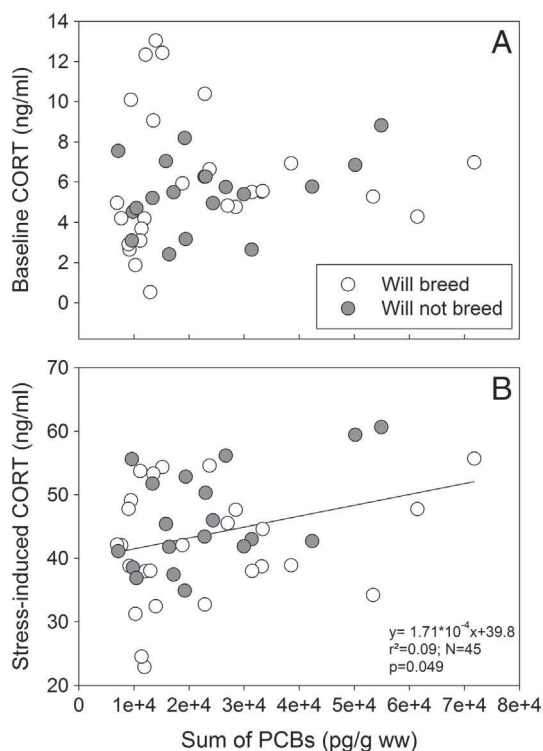 A
14
12
10
8
6
4
2
0
Baseline CORT (ng/ml)
Will breed
Will not breed
B
70
60
50
40
30
20
Stress-induced CORT (ng/ml)
y= 1.71*10⁻⁴x+39.8
r²=0.09; N=45
p=0.049
0 1e+4 2e+4 3e+4 4e+4 5e+4 6e+4 7e+4 8e+4
Sum of PCBs (pg/g ww)